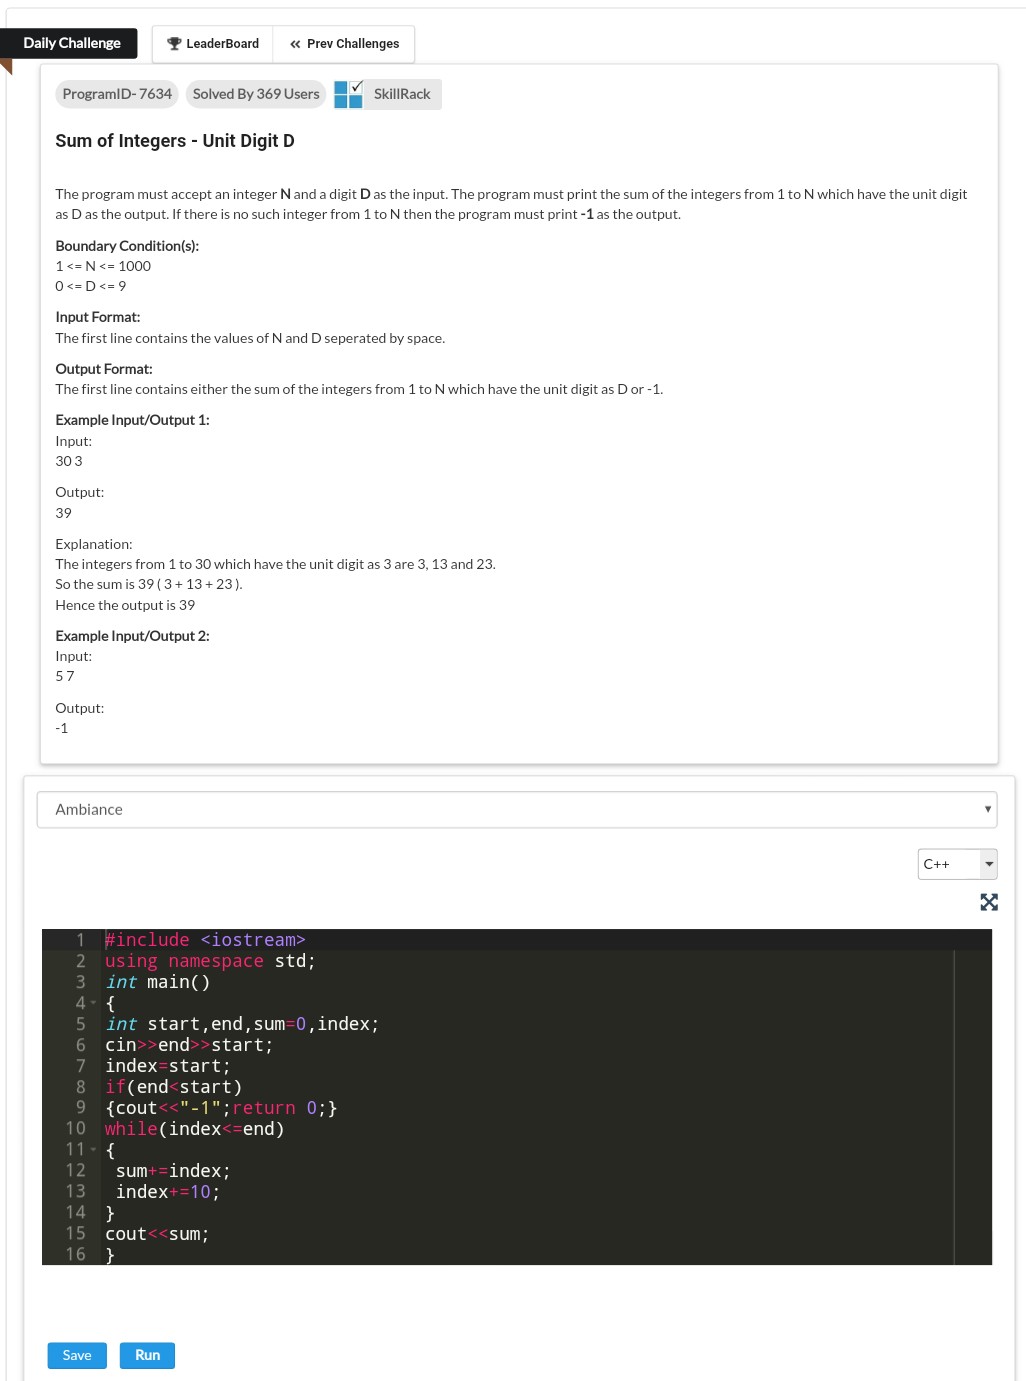 Daily Challenge
LeaderBoard
Prev Challenges
ProgramID- 7634
Solved By 369 Users
SkillRack
Sum of Integers - Unit Digit D
The program must accept an integer N and a digit D as the input. The program must print the sum of the integers from 1 to N which have the unit digit
as D as the output. If there is no such integer from 1 to N then the program must print -1 as the output.
Boundary Condition(s):
1 <= N <= 1000
0 <= D <= 9
Input Format:
The first line contains the values of N and D seperated by space.
Output Format:
The first line contains either the sum of the integers from 1 to N which have the unit digit as D or -1.
Example Input/Output 1:
Input:
30 3
Output:
39
Explanation:
The integers from 1 to 30 which have the unit digit as 3 are 3, 13 and 23.
So the sum is 39 ( 3 + 13 + 23 ).
Hence the output is 39
Example Input/Output 2:
Input:
5 7
Output:
-1
Ambiance
C++
1 #include <iostream>
2 using namespace std;
3 int main()
4 {
5 int start,end,sum=0,index;
6 cin>>end>>start;
7 index=start;
8 if(end<start)
9 {cout<<"-1";return 0;}
10 while(index<=end)
11 {
12  sum+=index;
13  index+=10;
14 }
15 cout<<sum;
16 }
Save
Run